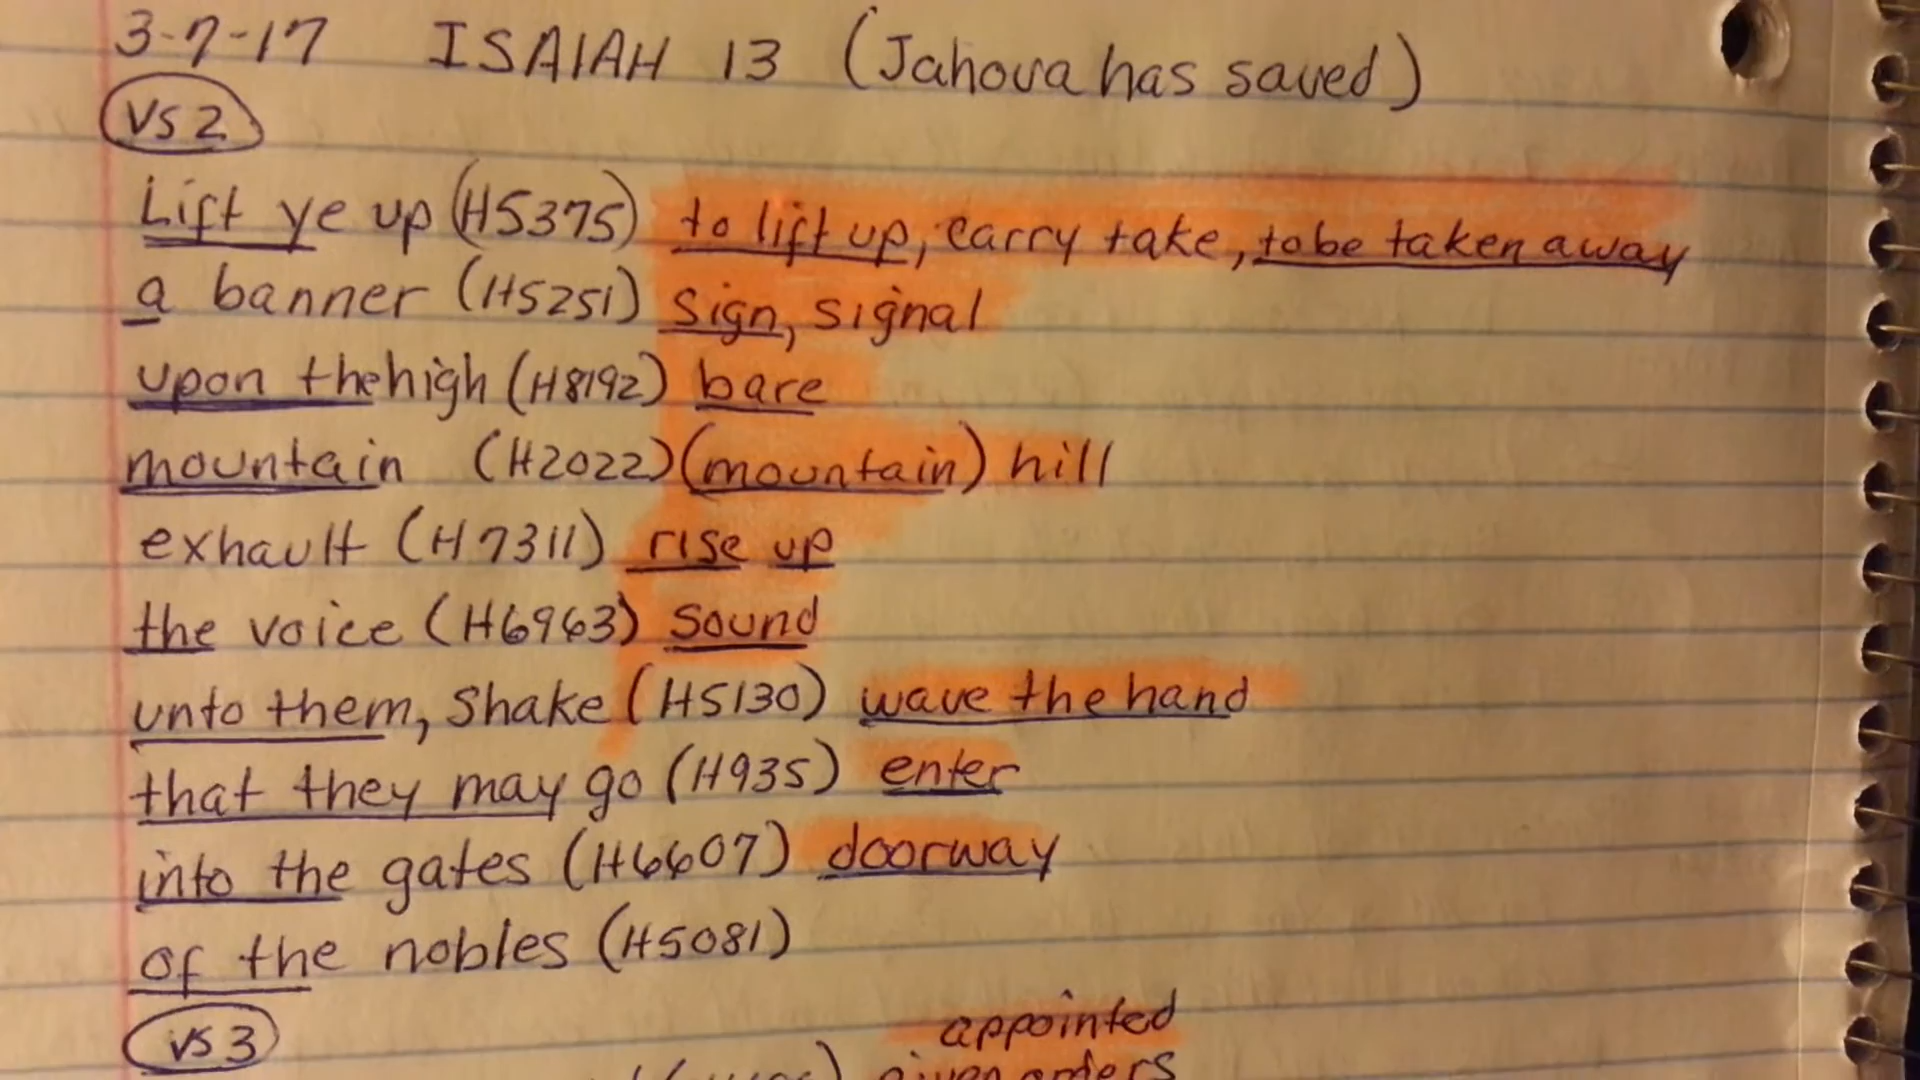 3-7-17 ISAIAH 13 (Jahova has saved)
VS 2
Lift ye up (H5375) to lift up, carry take, to be taken away
a banner (H5251) sign, signal
upon the high (H8192) bare
mountain (H2022) (mountain) hill
exhault (H7311) rise up
the voice (H6963) sound
unto them, Shake (H5130) wave the hand
that they may go (H935) enter
into the gates (H6607) doorway
of the nobles (H5081)
VS 3
appointed
given orders